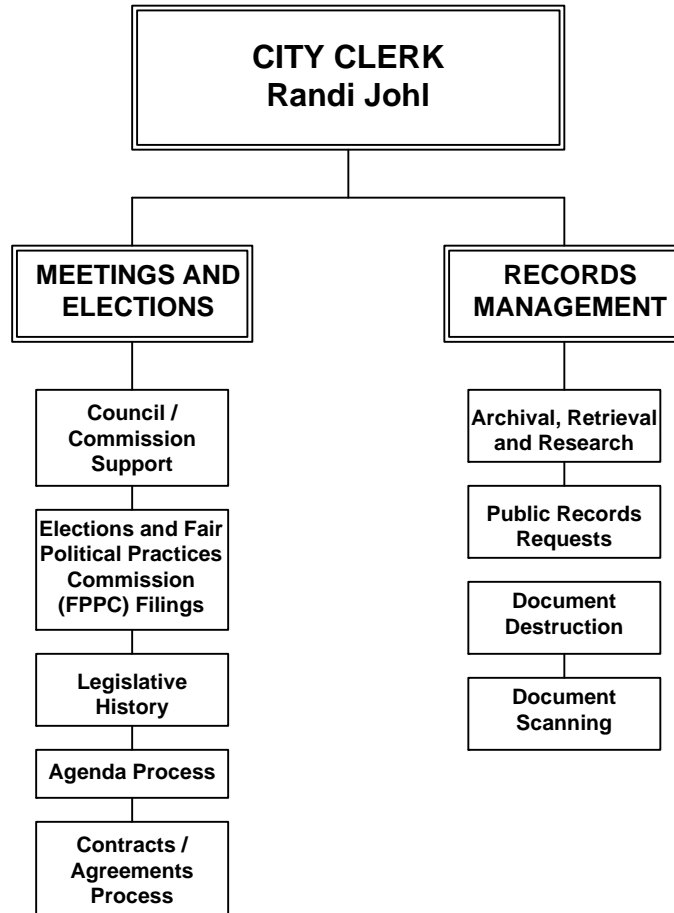 CITY CLERK
Randi Johl
MEETINGS AND
ELECTIONS
Council /
Commission
Support
Elections and Fair
Political Practices
Commission
(FPPC) Filings
Legislative
History
Agenda Process
Contracts /
Agreements
Process
RECORDS
MANAGEMENT
Archival, Retrieval
and Research
Public Records
Requests
Document
Destruction
Document
Scanning